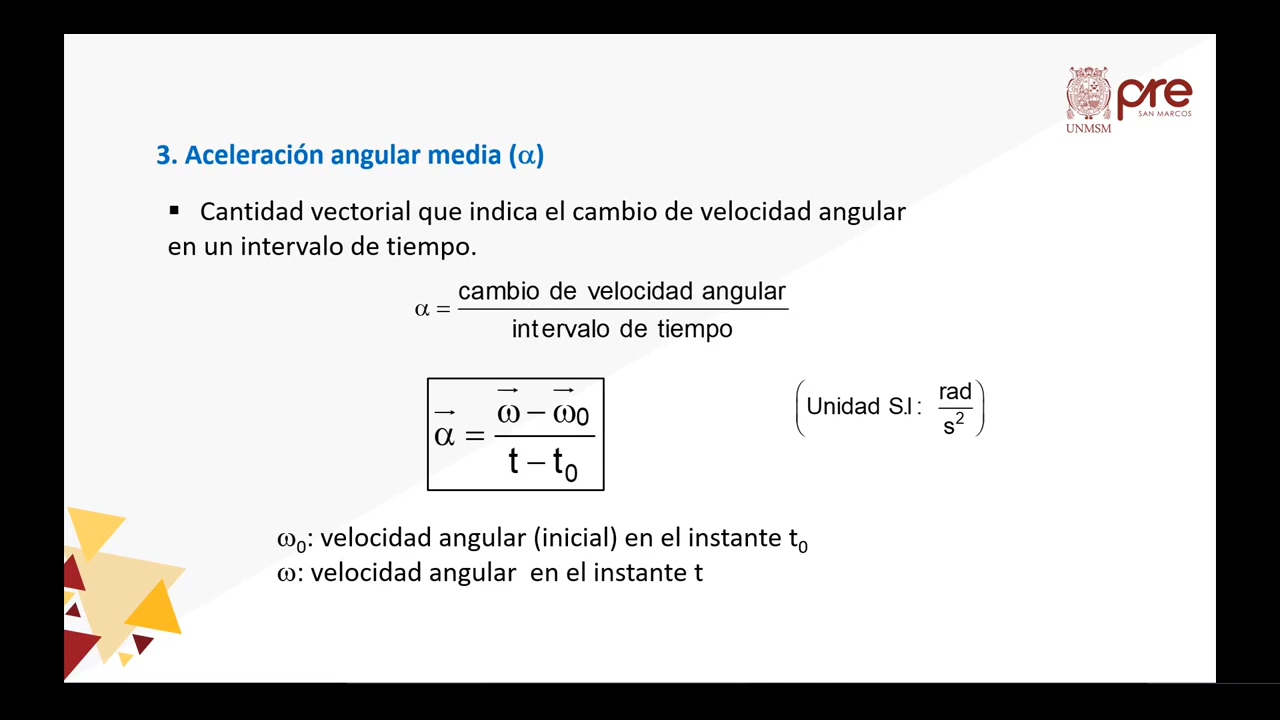 UNMSM
pre
SAN MARCOS
3. Aceleración angular media (α)
▪ Cantidad vectorial que indica el cambio de velocidad angular
en un intervalo de tiempo.
α = cambio de velocidad angular / intervalo de tiempo
α⃗ = (ω⃗ − ω⃗₀) / (t − t₀)
(Unidad S.I : rad / s²)
ω₀: velocidad angular (inicial) en el instante t₀
ω: velocidad angular en el instante t